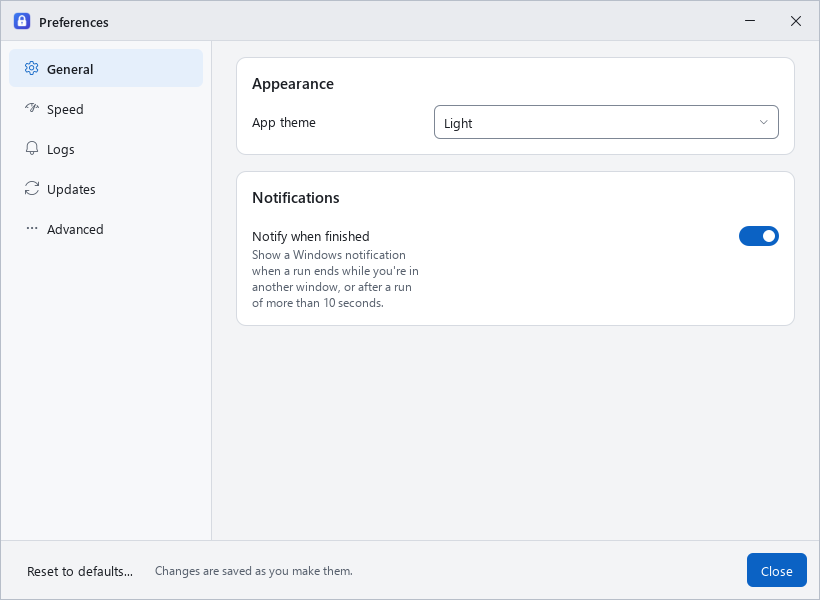 Preferences
General
Speed
Logs
Updates
Advanced
Appearance
App theme
Light
Notifications
Notify when finished
Show a Windows notification
when a run ends while you're in
another window, or after a run
of more than 10 seconds.
Reset to defaults...
Changes are saved as you make them.
Close